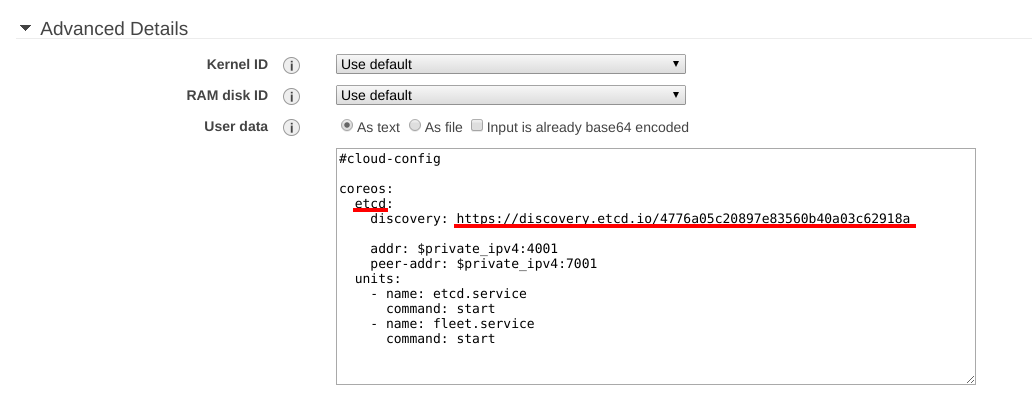 Advanced Details
Kernel ID i Use default
RAM disk ID i Use default
User data i As text As file Input is already base64 encoded
#cloud-config
coreos:
  etcd:
    discovery: https://discovery.etcd.io/4776a05c20897e83560b40a03c62918a
    addr: $private_ipv4:4001
    peer-addr: $private_ipv4:7001
  units:
    - name: etcd.service
      command: start
    - name: fleet.service
      command: start